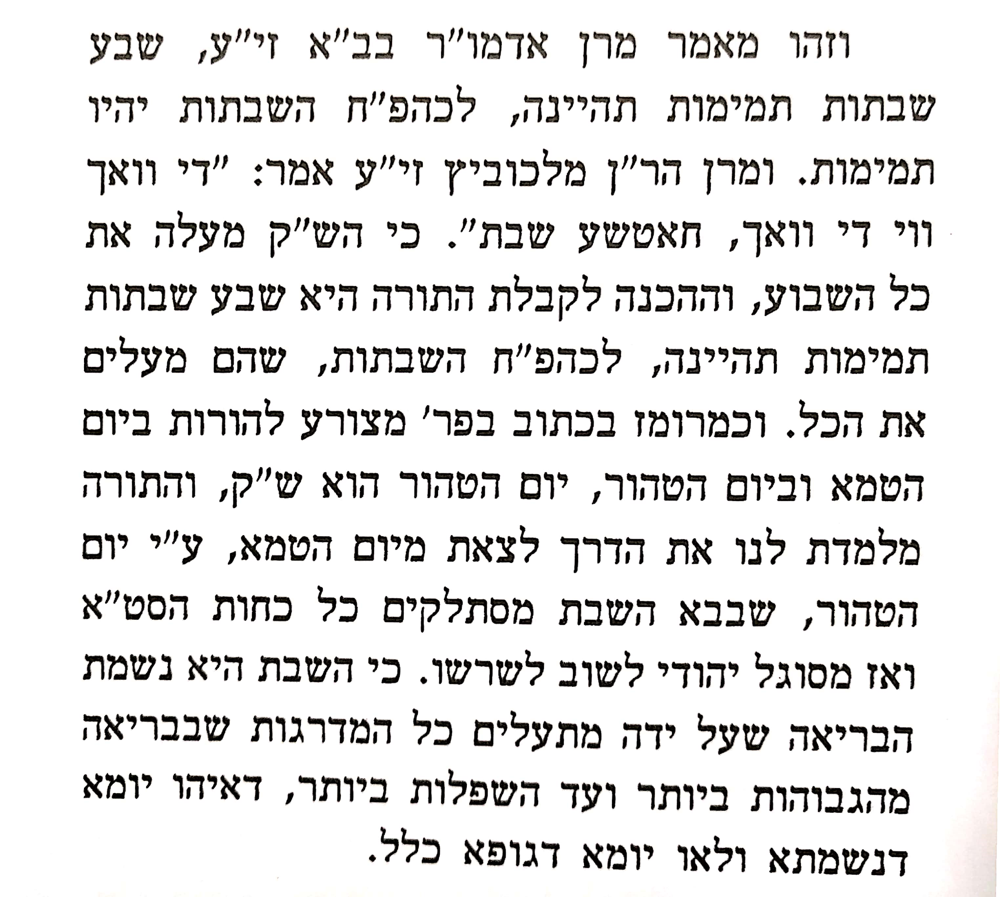 וזהו מאמר מרן אדמו״ר בב״א זי״ע, שבע
שבתות תמימות תהיינה, לכהפ״ח השבתות יהיו
תמימות. ומרן הר״ן מלכוביץ זי״ע אמר: ״די וואך
ווי די וואך, חאטשע שבת״. כי הש״ק מעלה את
כל השבוע, וההכנה לקבלת התורה היא שבע שבתות
תמימות תהיינה, לכהפ״ח השבתות, שהם מעלים
את הכל. וכמרומז בכתוב בפר׳ מצורע להורות ביום
הטמא וביום הטהור, יום הטהור הוא ש״ק, והתורה
מלמדת לנו את הדרך לצאת מיום הטמא, ע״י יום
הטהור, שבבא השבת מסתלקים כל כחות הסט״א
ואז מסוגל יהודי לשוב לשרשו. כי השבת היא נשמת
הבריאה שעל ידה מתעלים כל המדרגות שבבריאה
מהגבוהות ביותר ועד השפלות ביותר, דאיהו יומא
דנשמתא ולאו יומא דגופא כלל.